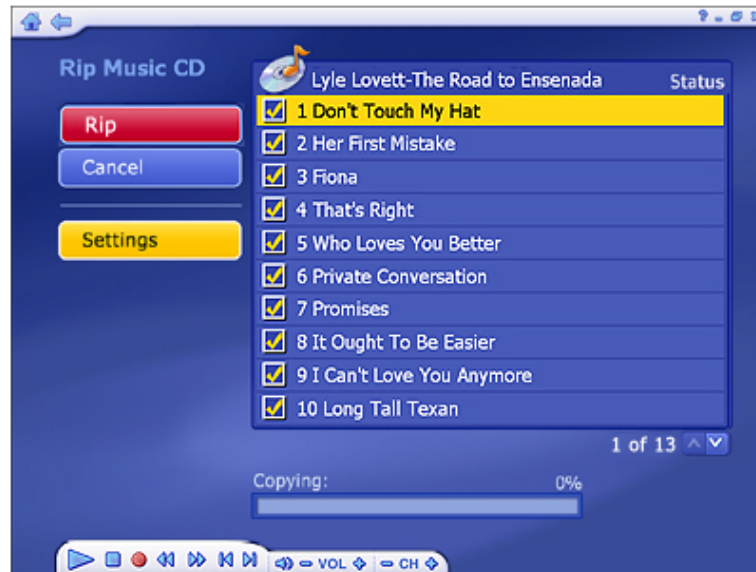 Rip Music CD
Lyle Lovett-The Road to Ensenada
Status
Rip
Cancel
Settings
1 Don't Touch My Hat
2 Her First Mistake
3 Fiona
4 That's Right
5 Who Loves You Better
6 Private Conversation
7 Promises
8 It Ought To Be Easier
9 I Can't Love You Anymore
10 Long Tall Texan
1 of 13
Copying: 0%
VOL CH